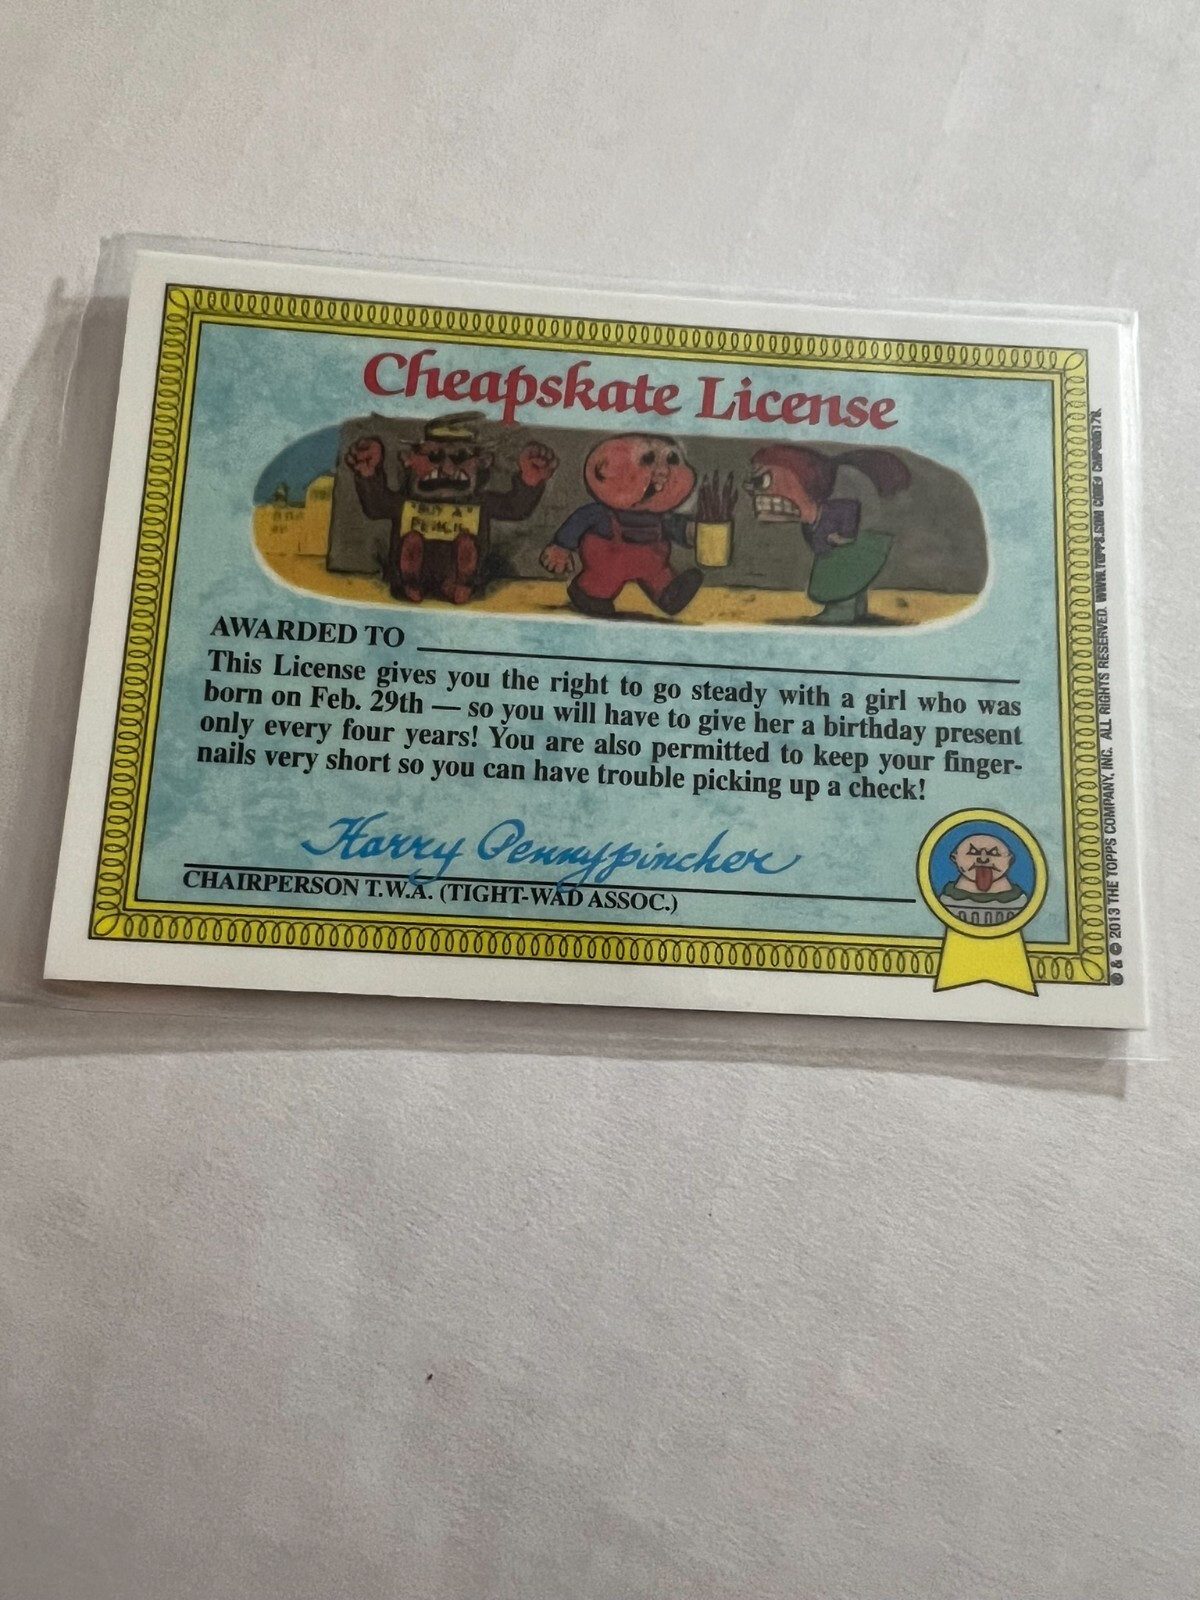 Cheapskate License
"BUY A"
PENCIL
AWARDED TO
This License gives you the right to go steady with a girl who was
born on Feb. 29th — so you will have to give her a birthday present
only every four years! You are also permitted to keep your finger-
nails very short so you can have trouble picking up a check!
Harry Pennypincher
CHAIRPERSON T.W.A. (TIGHT-WAD ASSOC.)
® & © 2013 THE TOPPS COMPANY, INC. ALL RIGHTS RESERVED. WWW.TOPPS.COM CODE#